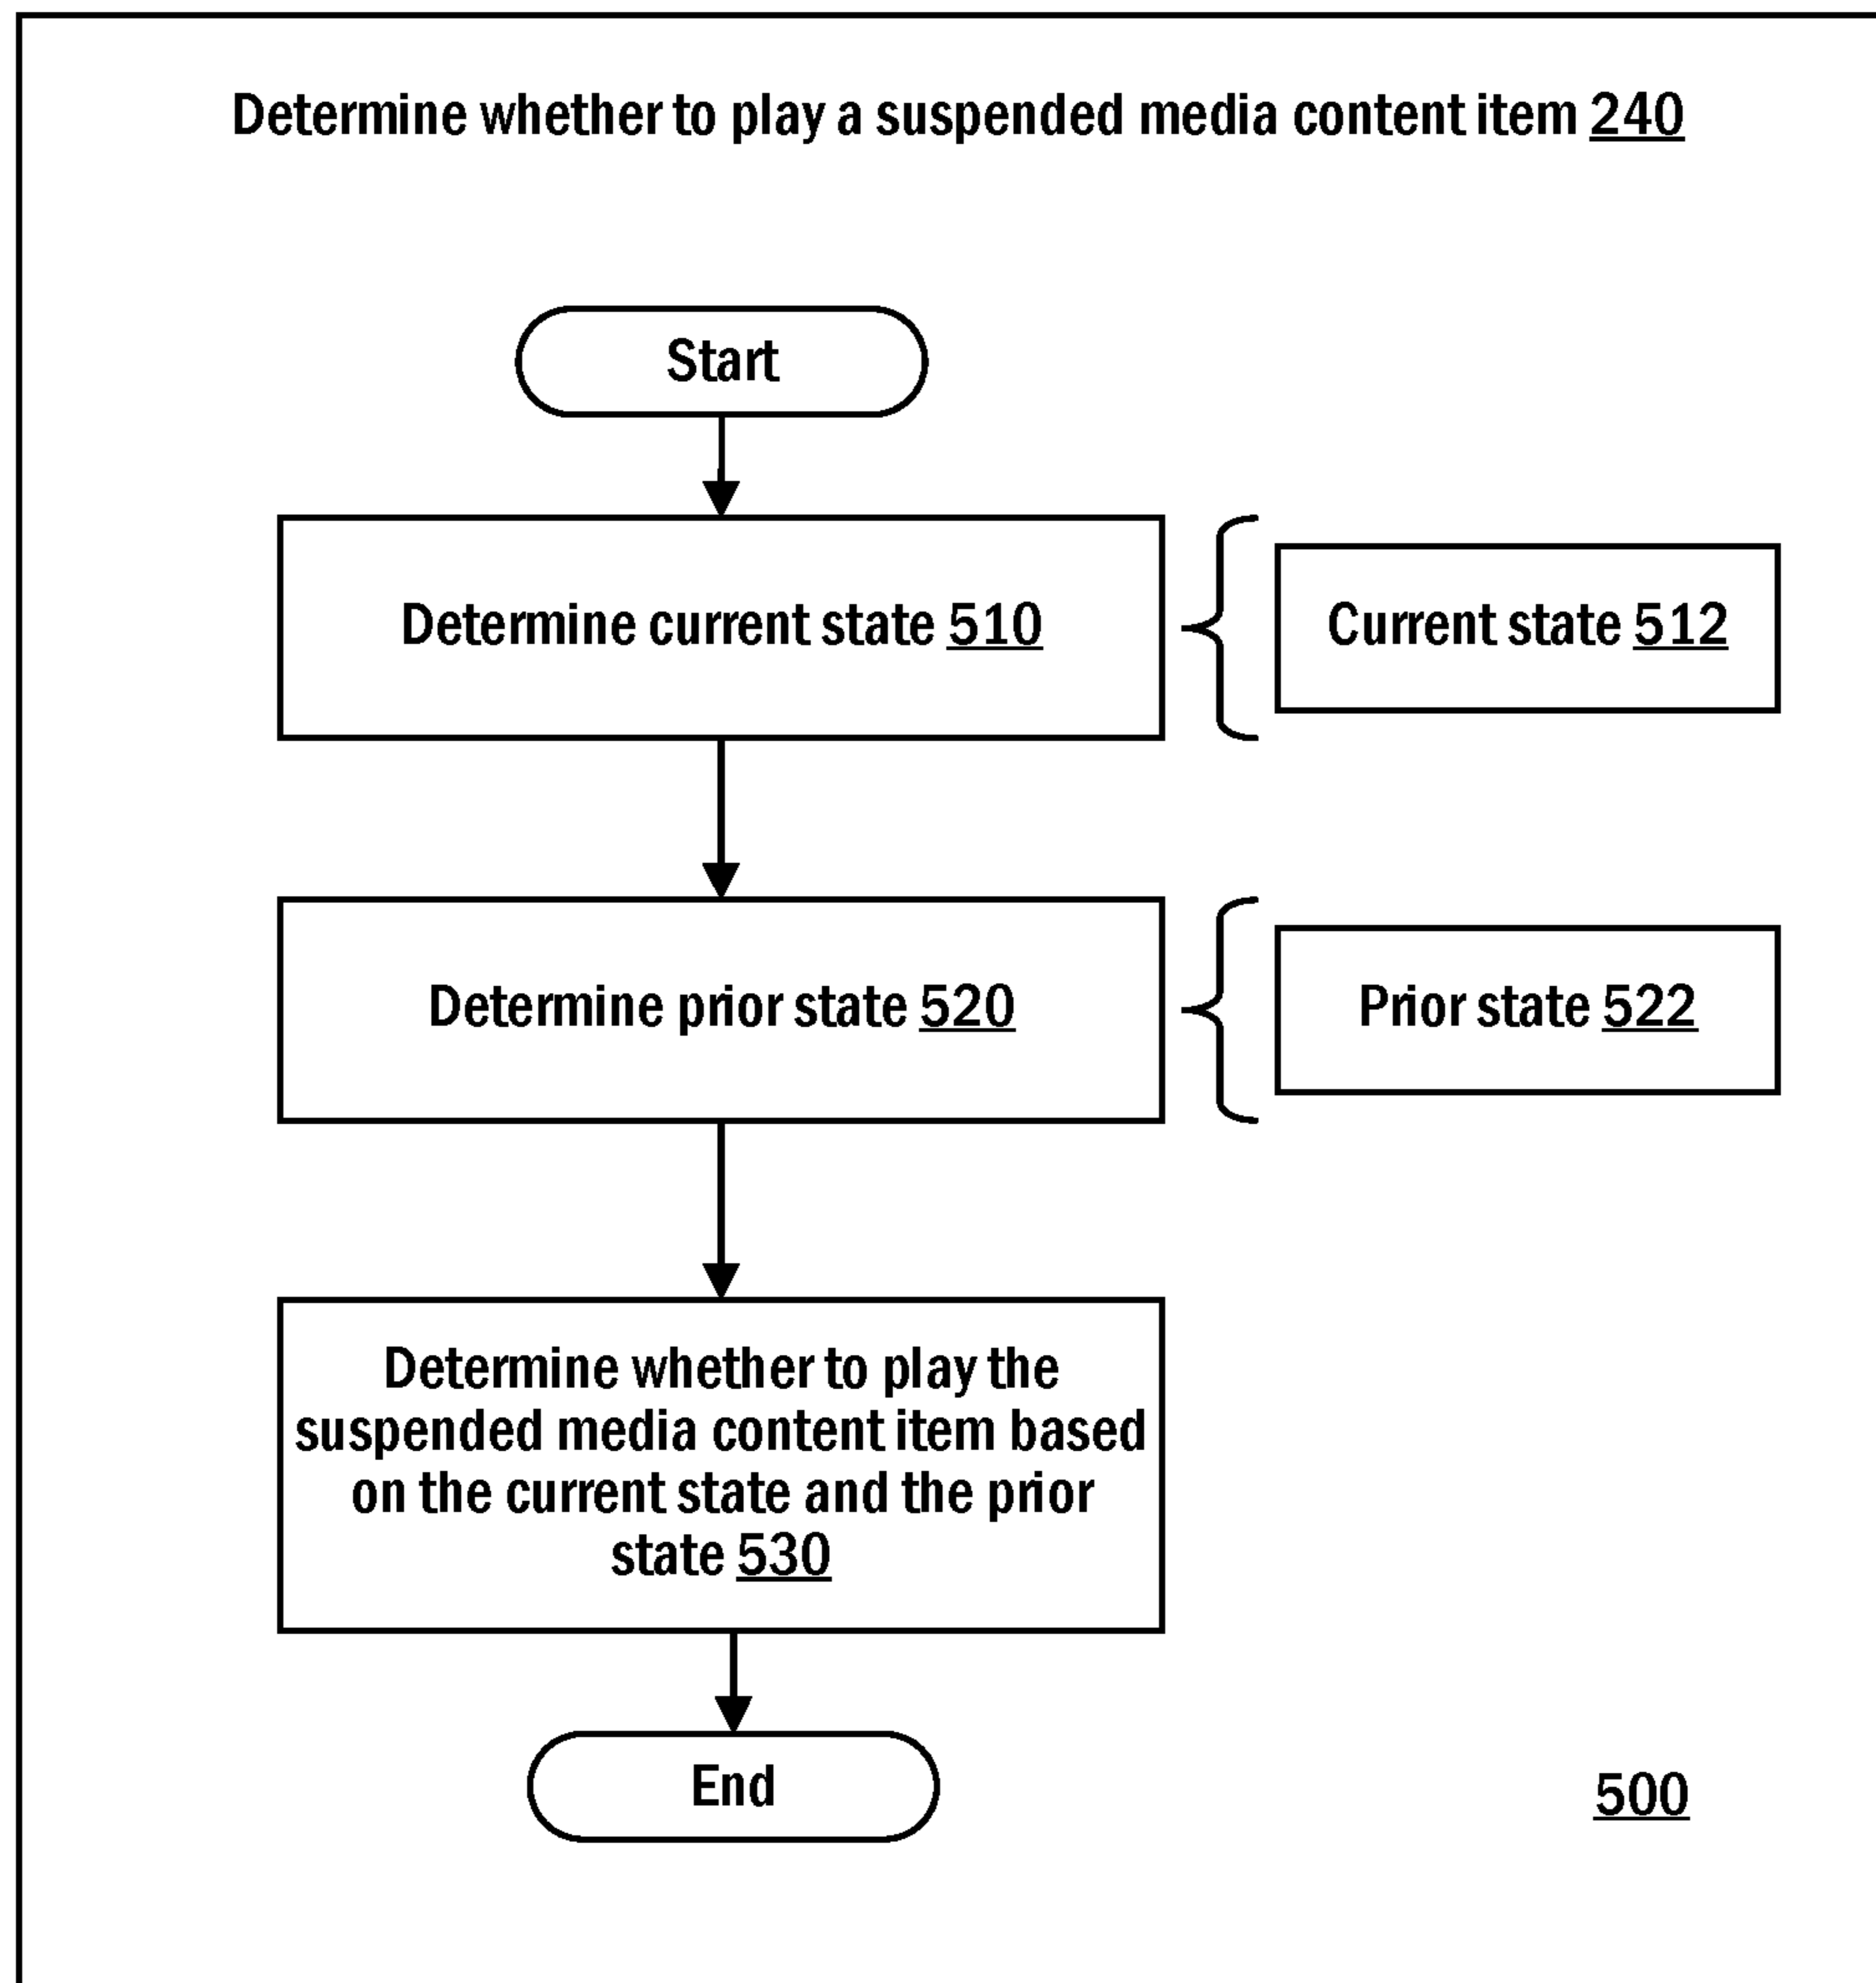 Determine whether to play a suspended media content item 240
Start
Determine current state 510
Current state 512
Determine prior state 520
Prior state 522
Determine whether to play the
suspended media content item based
on the current state and the prior
state 530
End
500